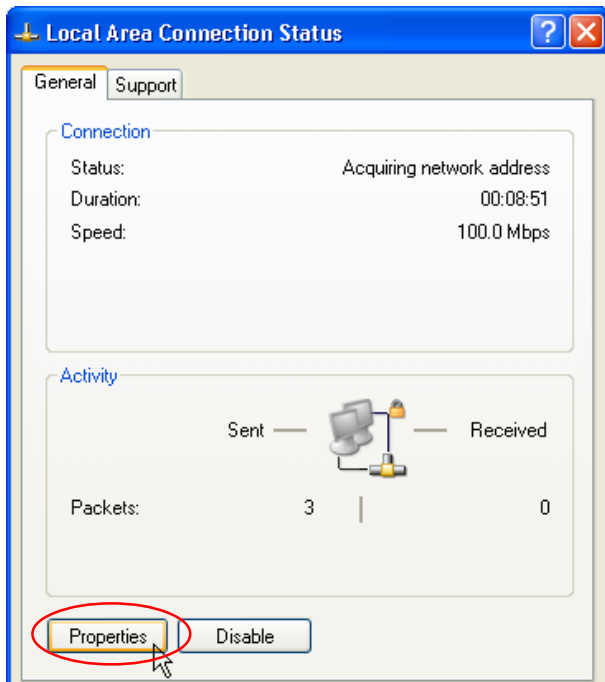 Local Area Connection Status
General Support
Connection
Status: Acquiring network address
Duration: 00:08:51
Speed: 100.0 Mbps
Activity
Sent Received
Packets: 3 0
Properties Disable